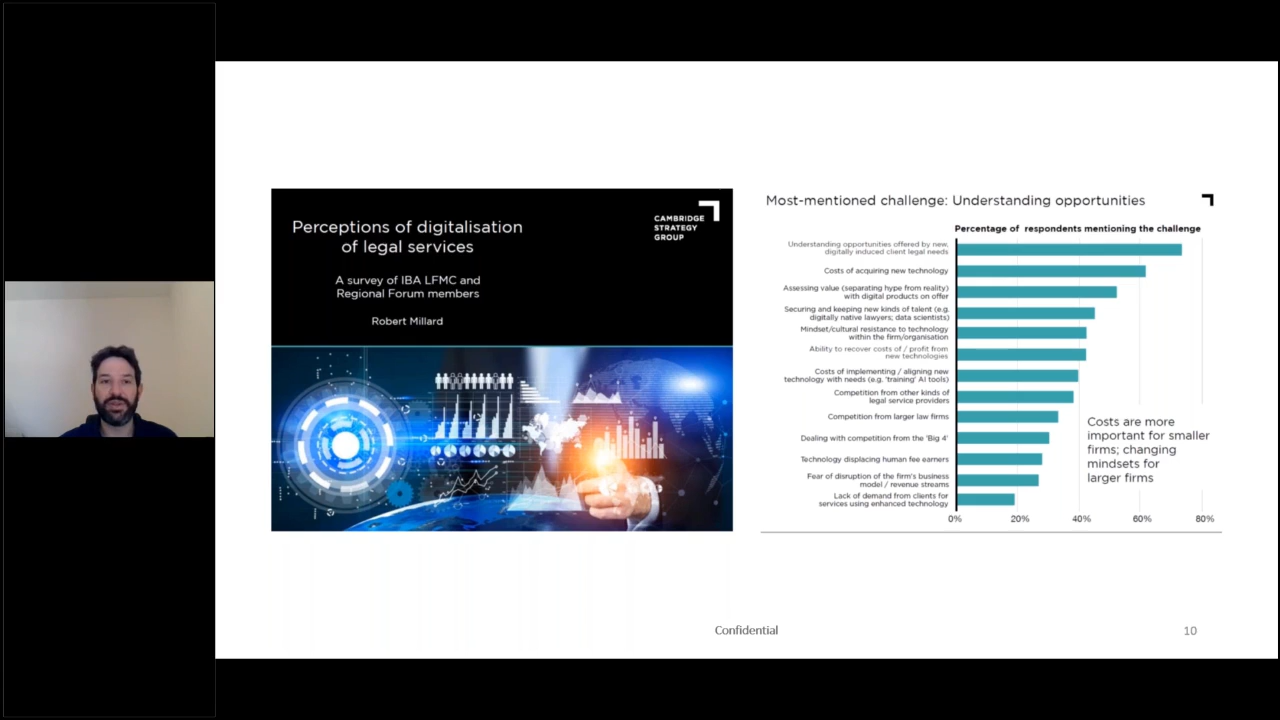 Perceptions of digitalisation
of legal services
A survey of IBA LFMC and
Regional Forum members
Robert Millard
CAMBRIDGE
STRATEGY
GROUP
Most-mentioned challenge: Understanding opportunities
Percentage of respondents mentioning the challenge
Understanding opportunities offered by new,
digitally induced client legal needs
Costs of acquiring new technology
Assessing value (separating hype from reality)
with digital products on offer
Securing and keeping new kinds of talent (e.g.
digitally native lawyers; data scientists)
Mindset/cultural resistance to technology
within the firm/organisation
Ability to recover costs of / profit from
new technologies
Costs of implementing / aligning new
technology with needs (e.g. 'training' AI tools)
Competition from other kinds of
legal service providers
Competition from larger law firms
Dealing with competition from the 'Big 4'
Technology displacing human fee earners
Fear of disruption of the firm's business
model / revenue streams
Lack of demand from clients for
services using enhanced technology
0% 20% 40% 60% 80%
Costs are more
important for smaller
firms; changing
mindsets for
larger firms
Confidential
10